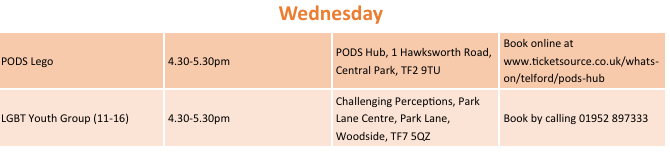 Wednesday
PODS Lego
4.30-5.30pm
PODS Hub, 1 Hawksworth Road,
Central Park, TF2 9TU
Book online at
www.ticketsource.co.uk/whats-
on/telford/pods-hub
LGBT Youth Group (11-16)
4.30-5.30pm
Challenging Perceptions, Park
Lane Centre, Park Lane,
Woodside, TF7 5QZ
Book by calling 01952 897333